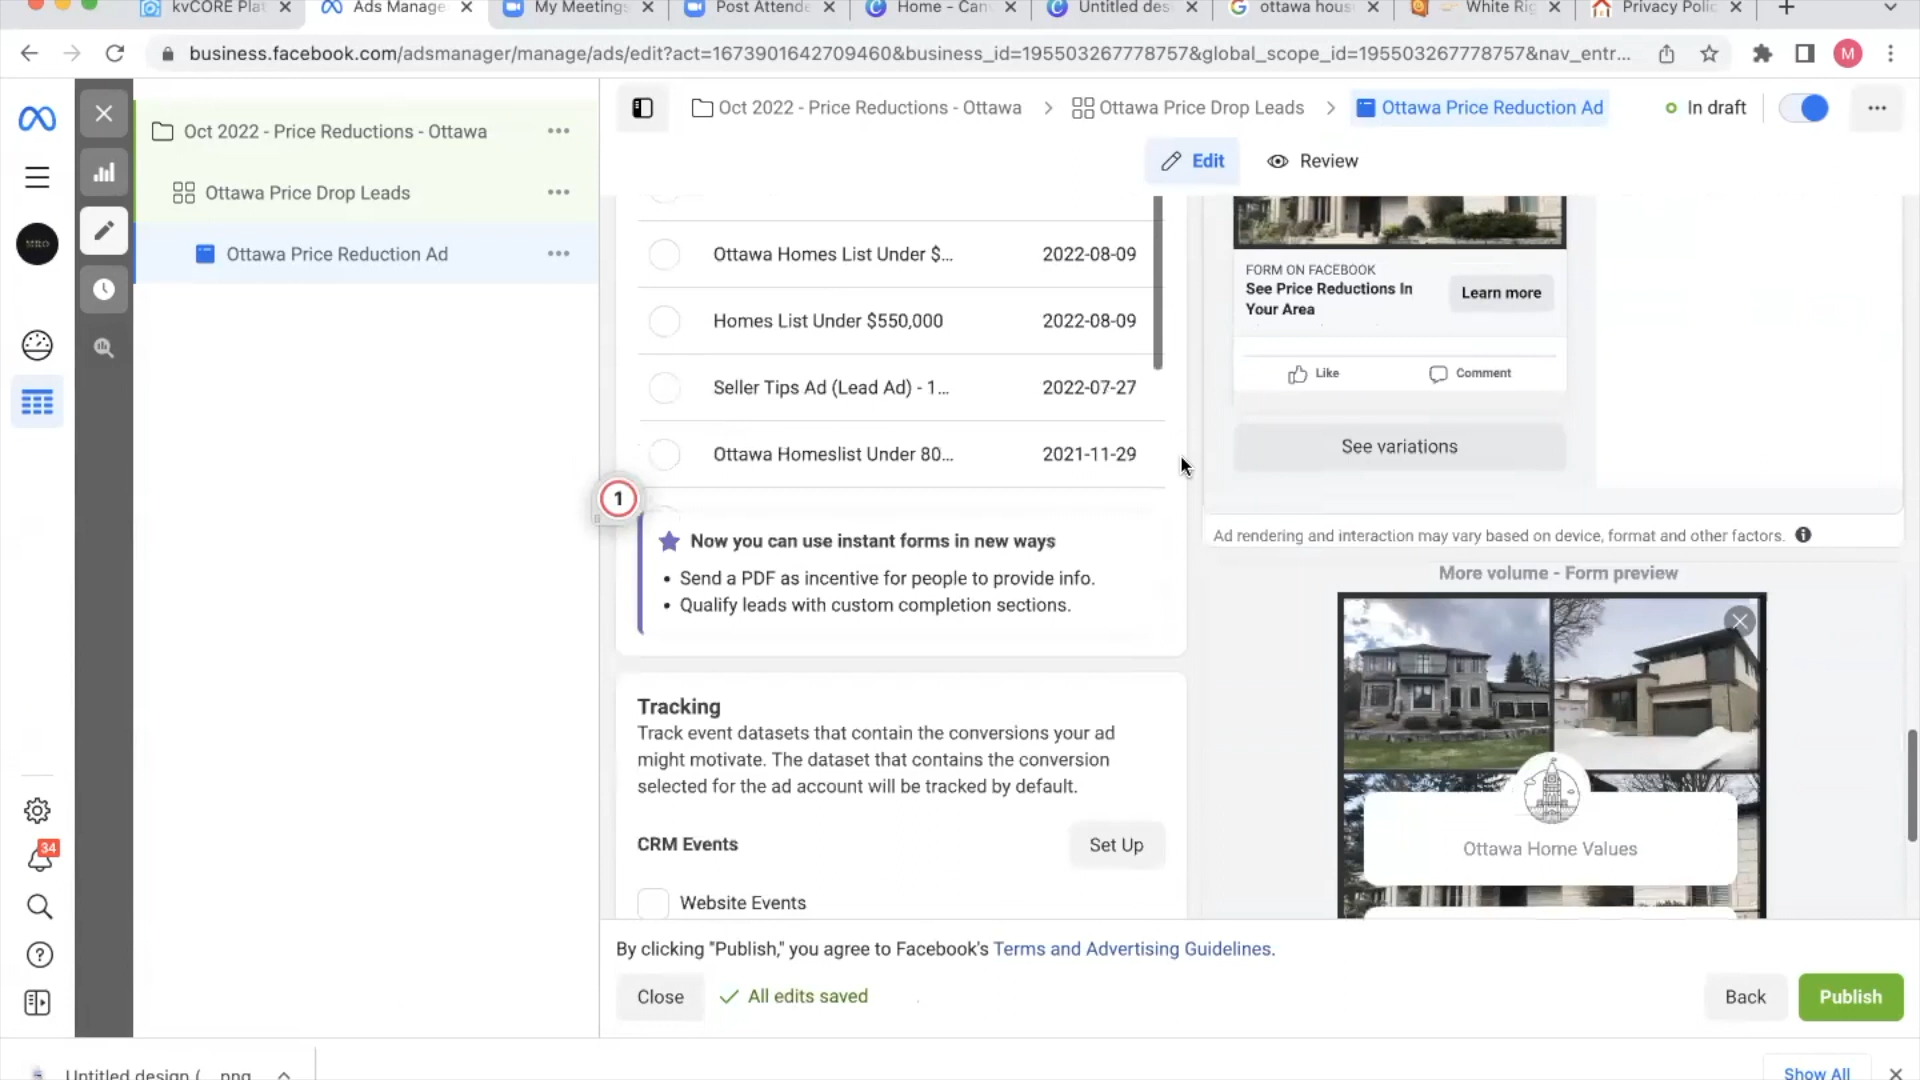 kvCORE Plat
Ads Manage
My Meetings
Post Attende
Home - Can
Untitled des
ottawa hous
White Rig
Privacy Polic
business.facebook.com/adsmanager/manage/ads/edit?act=1673901642709460&business_id=195503267778757&global_scope_id=195503267778757&nav_entr...
M
Oct 2022 - Price Reductions - Ottawa
Ottawa Price Drop Leads
Ottawa Price Reduction Ad
MRO
34
Oct 2022 - Price Reductions - Ottawa > Ottawa Price Drop Leads > Ottawa Price Reduction Ad
In draft
Edit
Review
Ottawa Homes List Under $... 2022-08-09
Homes List Under $550,000 2022-08-09
Seller Tips Ad (Lead Ad) - 1... 2022-07-27
Ottawa Homeslist Under 80... 2021-11-29
1
Now you can use instant forms in new ways
• Send a PDF as incentive for people to provide info.
• Qualify leads with custom completion sections.
Tracking
Track event datasets that contain the conversions your ad
might motivate. The dataset that contains the conversion
selected for the ad account will be tracked by default.
CRM Events
Set Up
Website Events
FORM ON FACEBOOK
See Price Reductions In
Your Area
Learn more
Like
Comment
See variations
Ad rendering and interaction may vary based on device, format and other factors.
More volume - Form preview
Ottawa Home Values
By clicking "Publish," you agree to Facebook's Terms and Advertising Guidelines.
Close
All edits saved
Back
Publish
Untitled design (....png
Show All